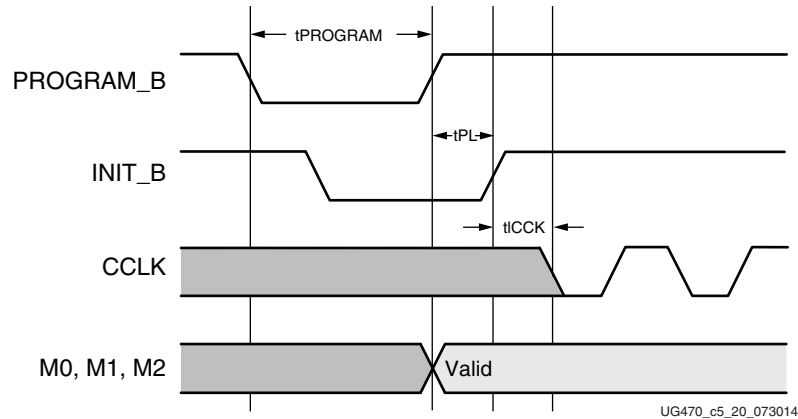 tPROGRAM
PROGRAM_B
tPL
INIT_B
tICCK
CCLK
M0, M1, M2
Valid
UG470_c5_20_073014